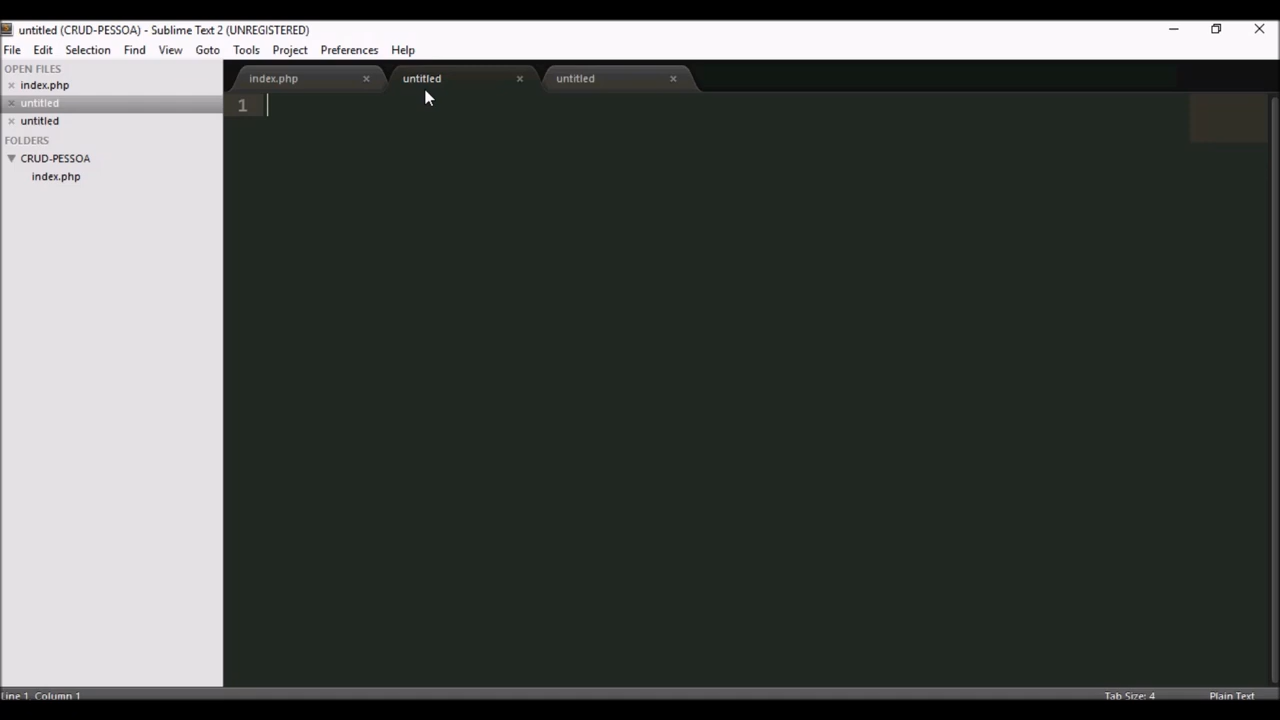 untitled (CRUD-PESSOA) - Sublime Text 2 (UNREGISTERED)
File Edit Selection Find View Goto Tools Project Preferences Help
OPEN FILES
index.php
untitled
untitled
FOLDERS
CRUD-PESSOA
index.php
index.php untitled untitled
1
Line 1, Column 1
Tab Size: 4 Plain Text